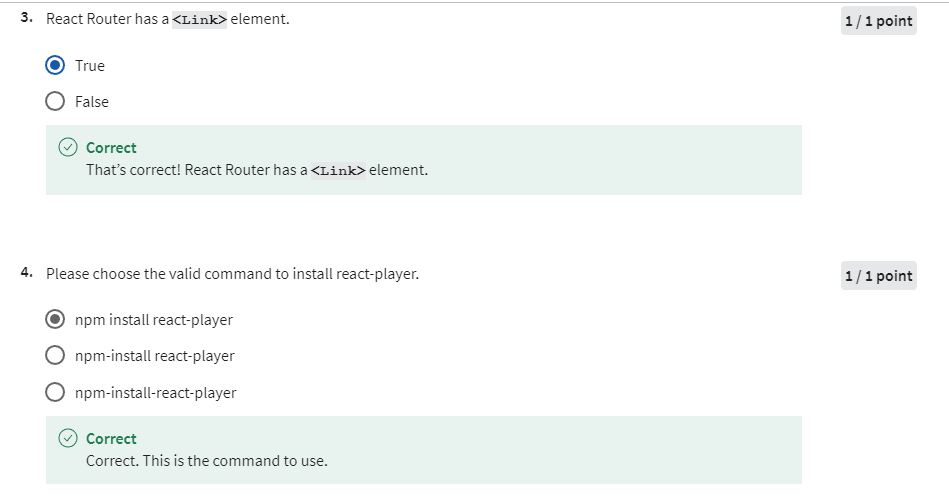 3. React Router has a <Link> element. 1 / 1 point
True
False
Correct
That’s correct! React Router has a <Link> element.
4. Please choose the valid command to install react-player. 1 / 1 point
npm install react-player
npm-install react-player
npm-install-react-player
Correct
Correct. This is the command to use.